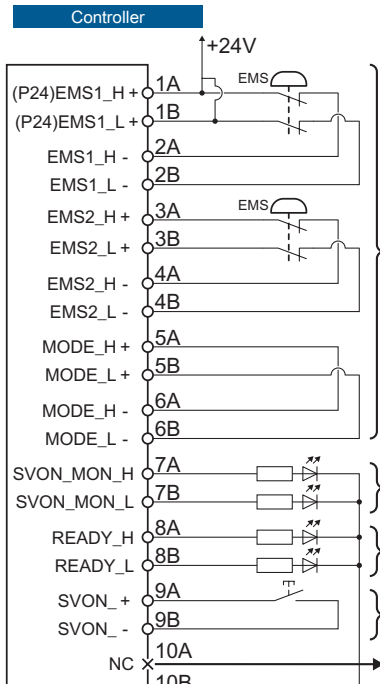 Controller
+24V
(P24)EMS1_H + 1A EMS
(P24)EMS1_L + 1B
EMS1_H - 2A
EMS1_L - 2B
EMS2_H + 3A EMS
EMS2_L + 3B
EMS2_H - 4A
EMS2_L - 4B
MODE_H + 5A
MODE_L + 5B
MODE_H - 6A
MODE_L - 6B
SVON_MON_H 7A
SVON_MON_L 7B
READY_H 8A
READY_L 8B
SVON_ + 9A
SVON_ - 9B
NC 10A
10B